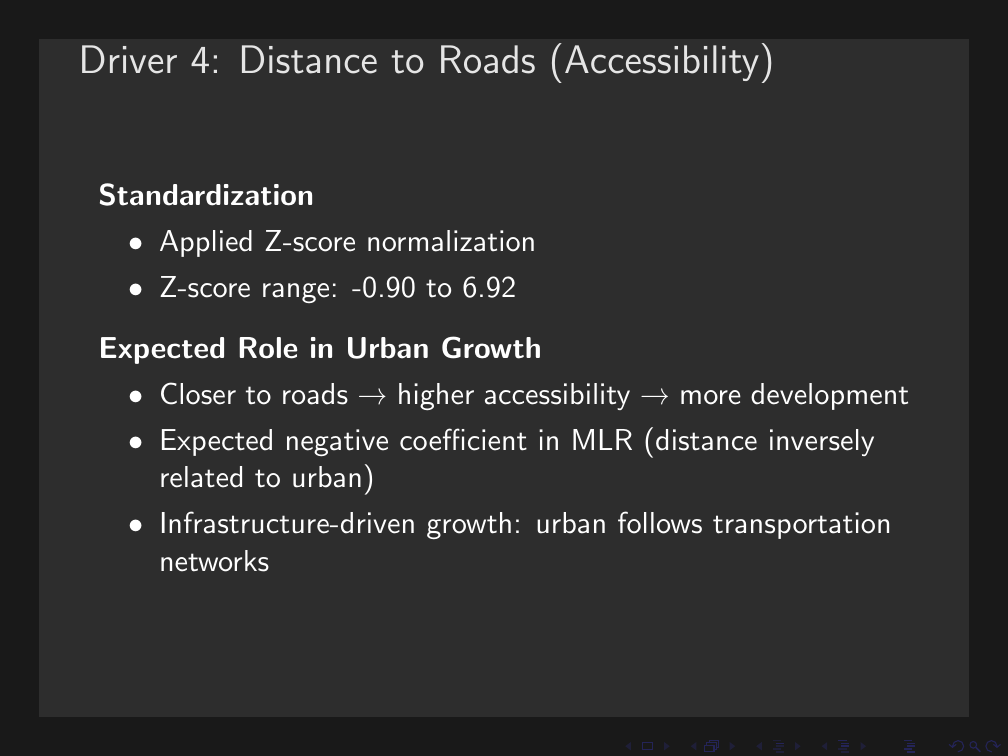 Driver 4: Distance to Roads (Accessibility)
Standardization
• Applied Z-score normalization
• Z-score range: -0.90 to 6.92
Expected Role in Urban Growth
• Closer to roads → higher accessibility → more development
• Expected negative coefficient in MLR (distance inversely
related to urban)
• Infrastructure-driven growth: urban follows transportation
networks